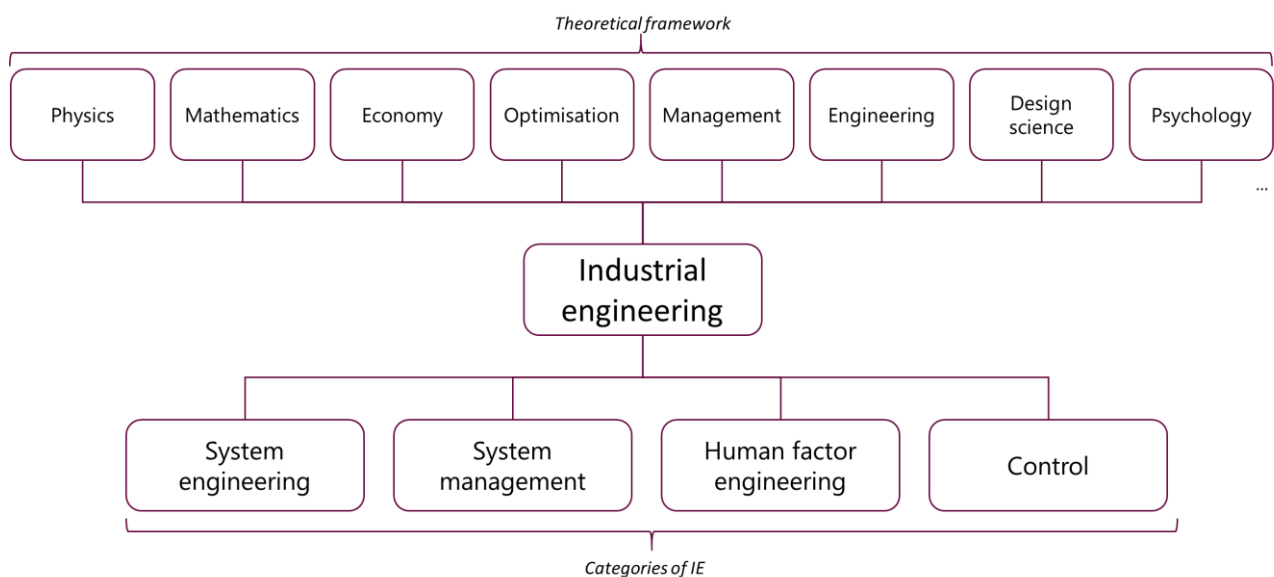 Theoretical framework
Physics
Mathematics
Economy
Optimisation
Management
Engineering
Design
science
Psychology
...
Industrial
engineering
System
engineering
System
management
Human factor
engineering
Control
Categories of IE